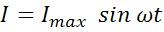 I = I_max sin ωt